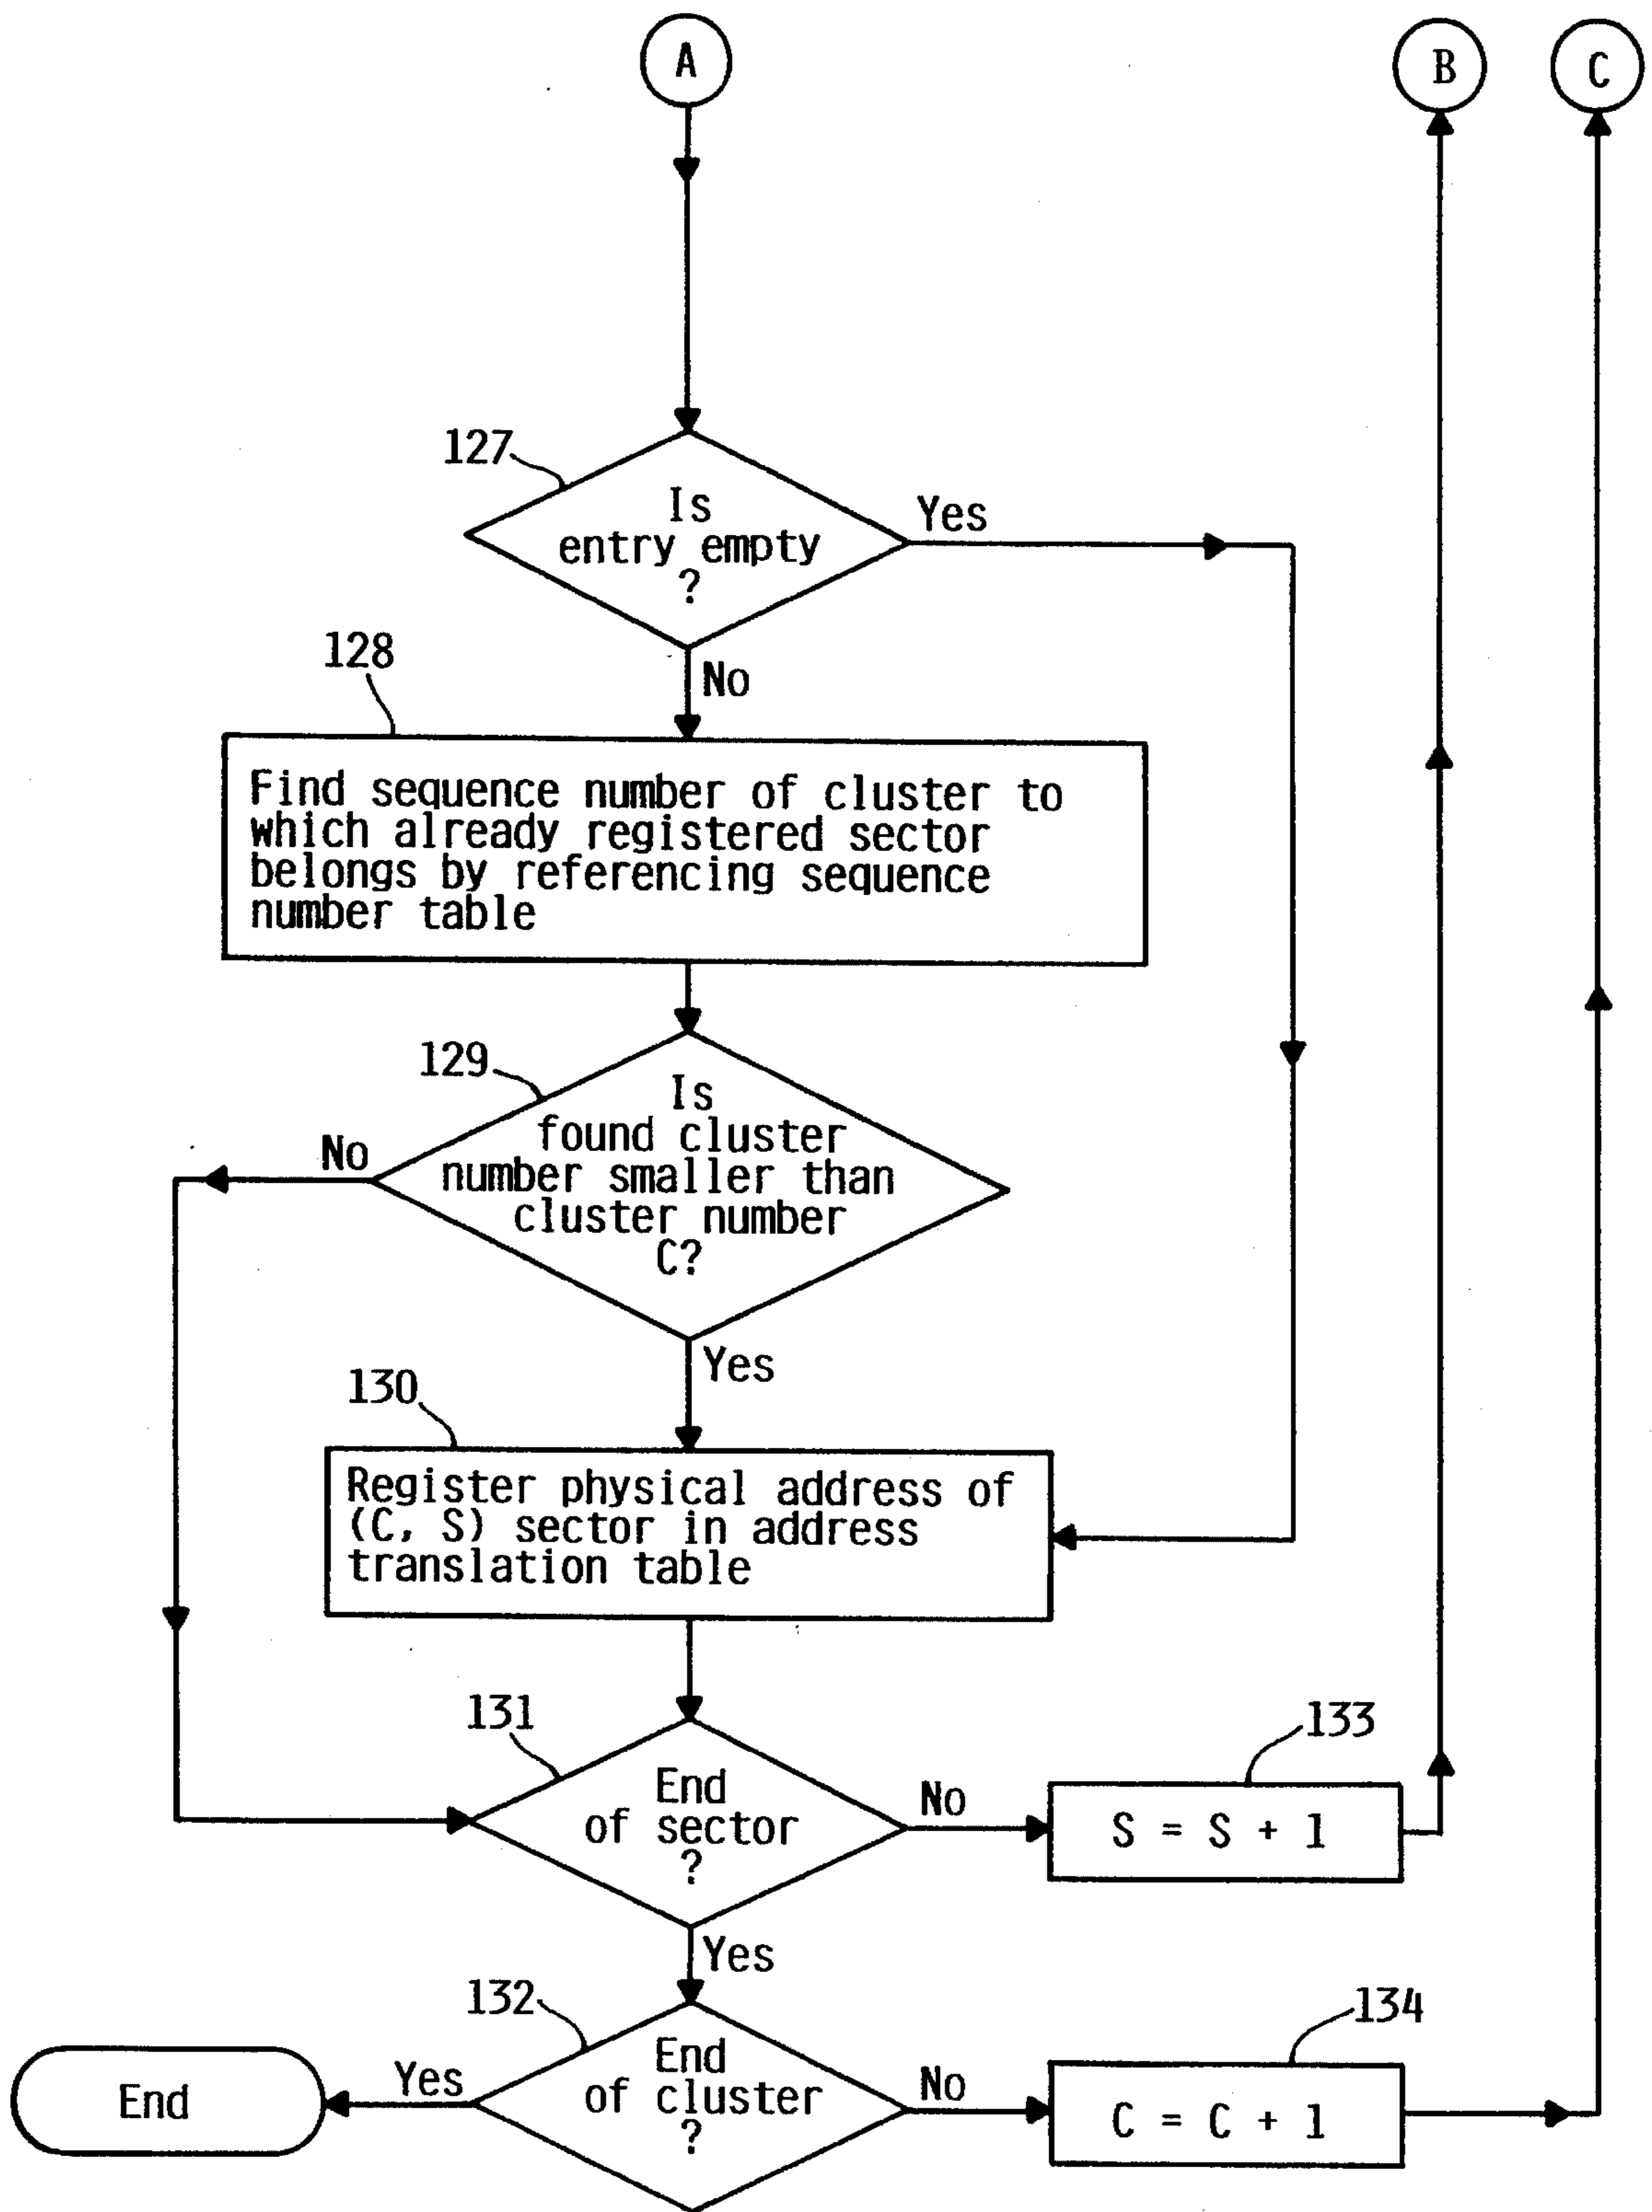 A
B
C
127
Is
entry empty
?
Yes
No
128
Find sequence number of cluster to
which already registered sector
belongs by referencing sequence
number table
129
Is
found cluster
number smaller than
cluster number
C?
No
Yes
130
Register physical address of
(C, S) sector in address
translation table
131
End
of sector
?
No
133
S = S + 1
Yes
132
End
of cluster
?
Yes
End
No
134
C = C + 1